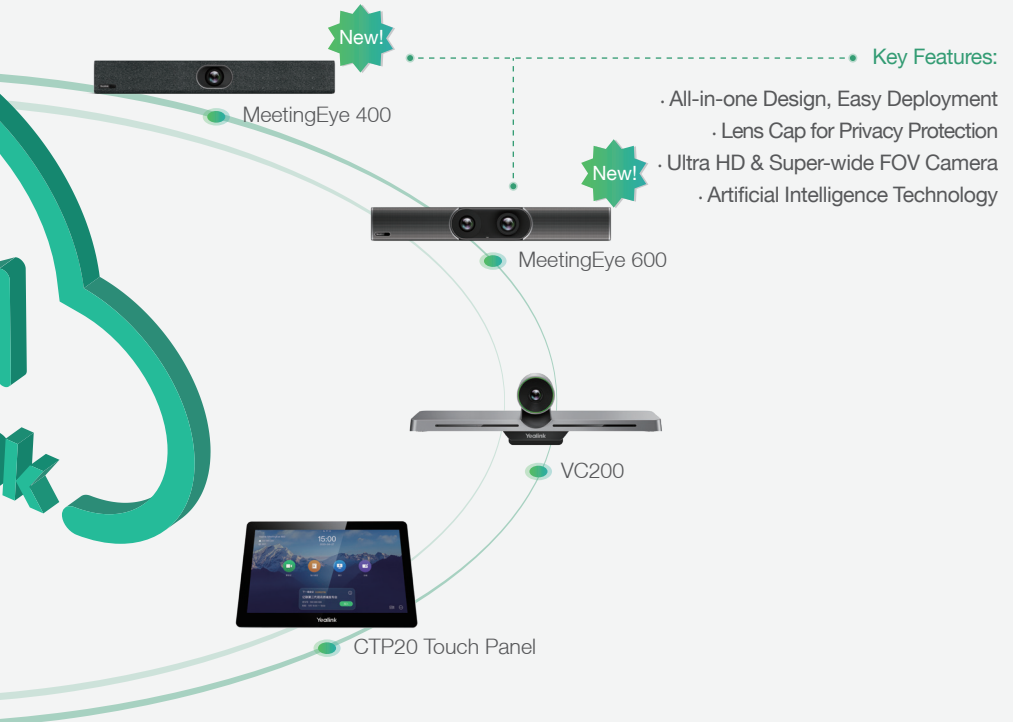 New!
Key Features:
· All-in-one Design, Easy Deployment
· Lens Cap for Privacy Protection
· Ultra HD & Super-wide FOV Camera
· Artificial Intelligence Technology
MeetingEye 400
New!
MeetingEye 600
Yealink
VC200
k
15:00
Yealink
CTP20 Touch Panel